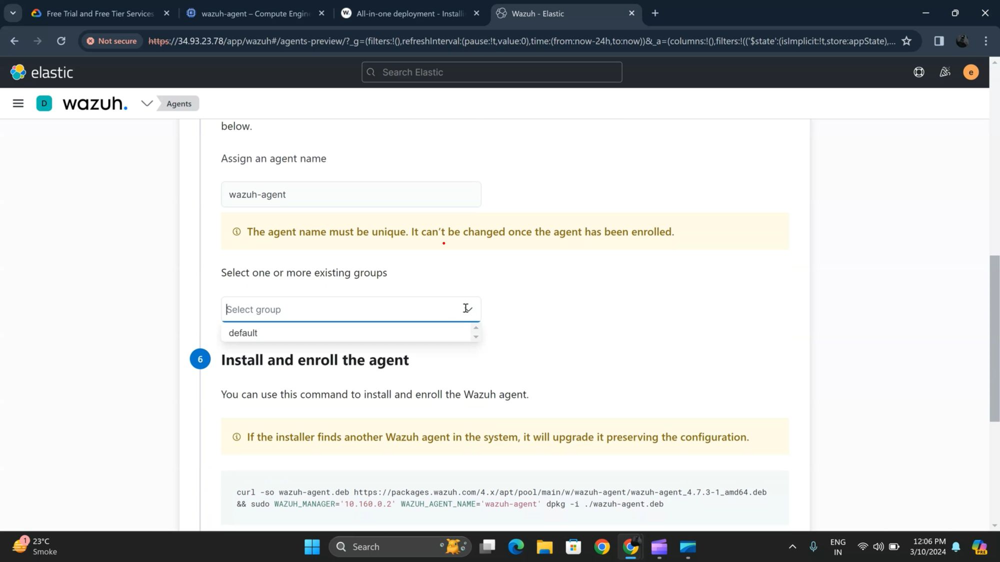 Free Trial and Free Tier Services
wazuh-agent – Compute Engin
All-in-one deployment - Installi
Wazuh - Elastic
Not secure
https://34.93.23.78/app/wazuh#/agents-preview/?_g=(filters:!(),refreshInterval:(pause:!t,value:0),time:(from:now-24h,to:now))&_a=(columns:!(),filters:!(('$state':(isImplicit:!t,store:appState),...
elastic
Search Elastic
e
D
wazuh.
Agents
below.
Assign an agent name
wazuh-agent
The agent name must be unique. It can’t be changed once the agent has been enrolled.
Select one or more existing groups
Select group
default
6
Install and enroll the agent
You can use this command to install and enroll the Wazuh agent.
If the installer finds another Wazuh agent in the system, it will upgrade it preserving the configuration.
curl -so wazuh-agent.deb https://packages.wazuh.com/4.x/apt/pool/main/w/wazuh-agent/wazuh-agent_4.7.3-1_amd64.deb
&& sudo WAZUH_MANAGER='10.160.0.2' WAZUH_AGENT_NAME='wazuh-agent' dpkg -i ./wazuh-agent.deb
1
23°C
Smoke
Search
ENG
IN
12:06 PM
3/10/2024
PRE